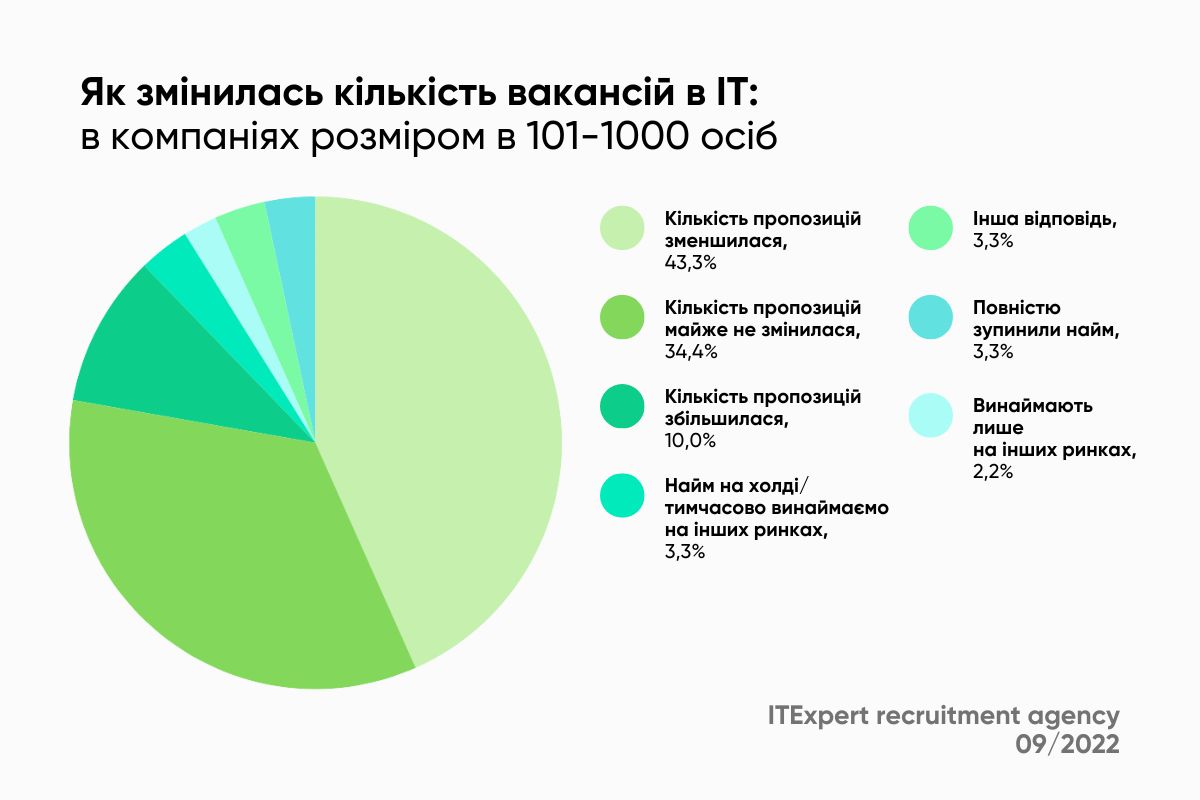 Як змінилась кількість вакансій в ІТ:
в компаніях розміром в 101-1000 осіб
Кількість пропозицій
зменшилася,
43,3%
Кількість пропозицій
майже не змінилася,
34,4%
Кількість пропозицій
збільшилася,
10,0%
Найм на холді/
тимчасово винаймаємо
на інших ринках,
3,3%
Інша відповідь,
3,3%
Повністю
зупинили найм,
3,3%
Винаймають
лише
на інших ринках,
2,2%
ITExpert recruitment agency
09/2022